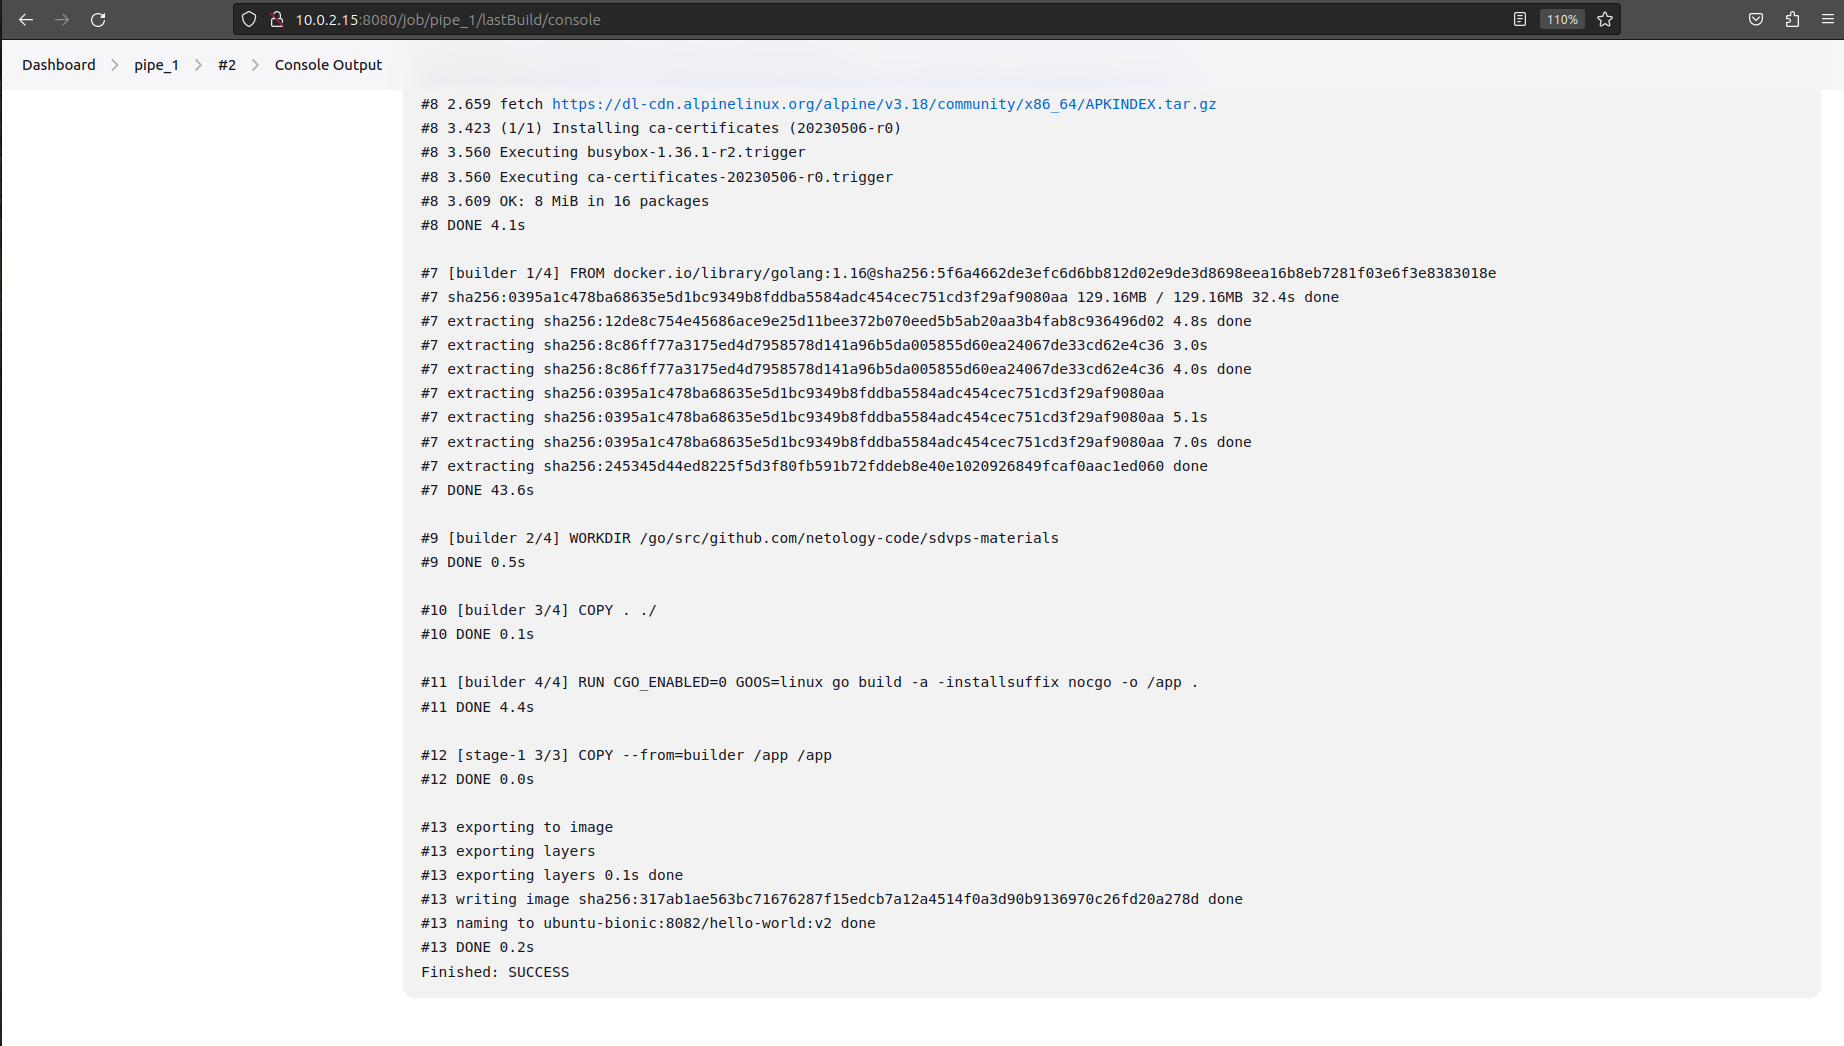 10.0.2.15:8080/job/pipe_1/lastBuild/console
110%
Dashboard > pipe_1 > #2 > Console Output
#8 2.659 fetch https://dl-cdn.alpinelinux.org/alpine/v3.18/community/x86_64/APKINDEX.tar.gz
#8 3.423 (1/1) Installing ca-certificates (20230506-r0)
#8 3.560 Executing busybox-1.36.1-r2.trigger
#8 3.560 Executing ca-certificates-20230506-r0.trigger
#8 3.609 OK: 8 MiB in 16 packages
#8 DONE 4.1s
#7 [builder 1/4] FROM docker.io/library/golang:1.16@sha256:5f6a4662de3efc6d6bb812d02e9de3d8698eea16b8eb7281f03e6f3e8383018e
#7 sha256:0395a1c478ba68635e5d1bc9349b8fddba5584adc454cec751cd3f29af9080aa 129.16MB / 129.16MB 32.4s done
#7 extracting sha256:12de8c754e45686ace9e25d11bee372b070eed5b5ab20aa3b4fab8c936496d02 4.8s done
#7 extracting sha256:8c86ff77a3175ed4d7958578d141a96b5da005855d60ea24067de33cd62e4c36 3.0s
#7 extracting sha256:8c86ff77a3175ed4d7958578d141a96b5da005855d60ea24067de33cd62e4c36 4.0s done
#7 extracting sha256:0395a1c478ba68635e5d1bc9349b8fddba5584adc454cec751cd3f29af9080aa
#7 extracting sha256:0395a1c478ba68635e5d1bc9349b8fddba5584adc454cec751cd3f29af9080aa 5.1s
#7 extracting sha256:0395a1c478ba68635e5d1bc9349b8fddba5584adc454cec751cd3f29af9080aa 7.0s done
#7 extracting sha256:245345d44ed8225f5d3f80fb591b72fddeb8e40e1020926849fcaf0aac1ed060 done
#7 DONE 43.6s
#9 [builder 2/4] WORKDIR /go/src/github.com/netology-code/sdvps-materials
#9 DONE 0.5s
#10 [builder 3/4] COPY . ./
#10 DONE 0.1s
#11 [builder 4/4] RUN CGO_ENABLED=0 GOOS=linux go build -a -installsuffix nocgo -o /app .
#11 DONE 4.4s
#12 [stage-1 3/3] COPY --from=builder /app /app
#12 DONE 0.0s
#13 exporting to image
#13 exporting layers
#13 exporting layers 0.1s done
#13 writing image sha256:317ab1ae563bc71676287f15edcb7a12a4514f0a3d90b9136970c26fd20a278d done
#13 naming to ubuntu-bionic:8082/hello-world:v2 done
#13 DONE 0.2s
Finished: SUCCESS